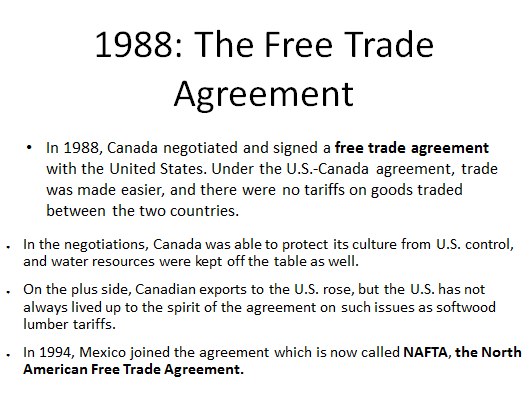 1988: The Free Trade
Agreement
• In 1988, Canada negotiated and signed a free trade agreement
with the United States. Under the U.S.-Canada agreement, trade
was made easier, and there were no tariffs on goods traded
between the two countries.
• In the negotiations, Canada was able to protect its culture from U.S. control,
and water resources were kept off the table as well.
• On the plus side, Canadian exports to the U.S. rose, but the U.S. has not
always lived up to the spirit of the agreement on such issues as softwood
lumber tariffs.
• In 1994, Mexico joined the agreement which is now called NAFTA, the North
American Free Trade Agreement.